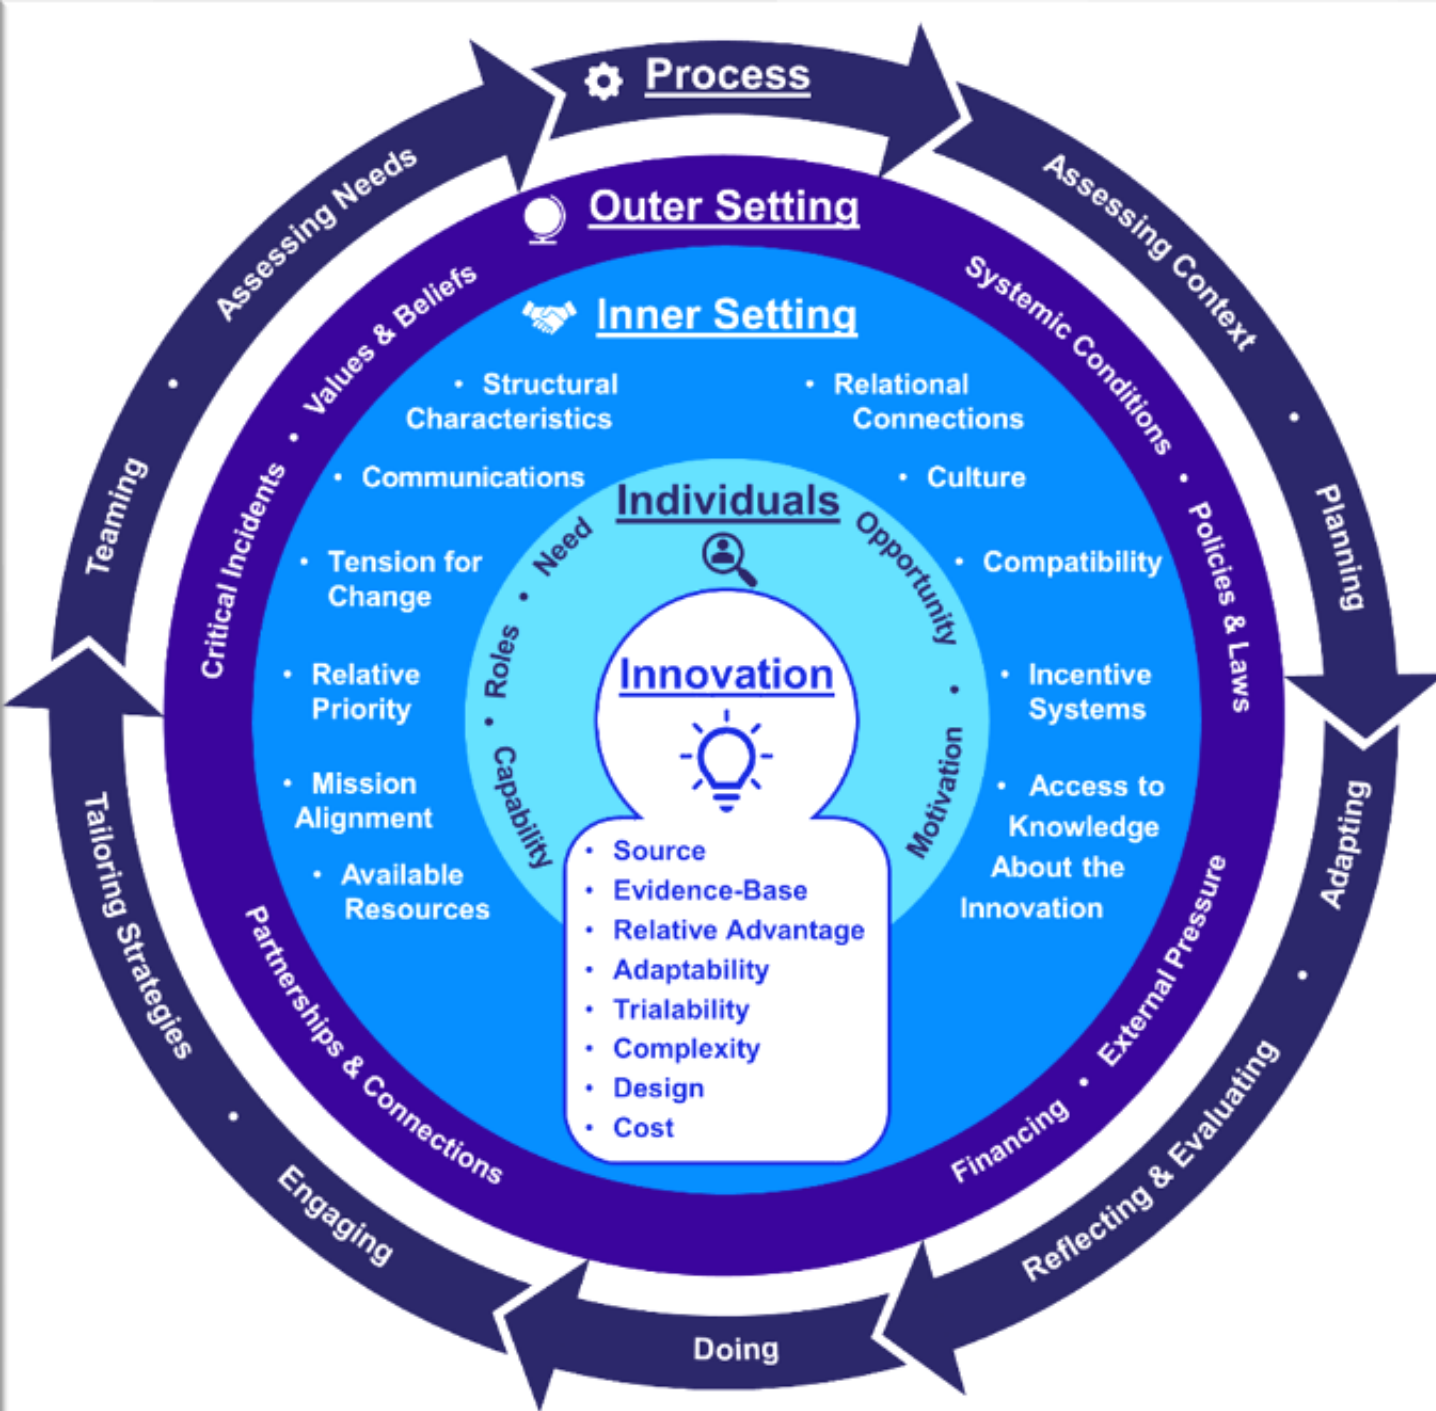 Process
Assessing Context
• Planning
Adapting
• Reflecting & Evaluating
Doing
Engaging
• Tailoring Strategies
Teaming
• Assessing Needs
Outer Setting
Systemic Conditions
• Policies & Laws
External Pressure
• Financing
Partnerships & Connections
Critical Incidents
• Values & Beliefs
Inner Setting
• Structural
Characteristics
• Communications
• Tension for
Change
• Relative
Priority
• Mission
Alignment
• Available
Resources
• Relational
Connections
• Culture
• Compatibility
• Incentive
Systems
• Access to
Knowledge
About the
Innovation
Individuals
• Need
• Roles
Capability
Opportunity
• Motivation
Innovation
• Source
• Evidence-Base
• Relative Advantage
• Adaptability
• Trialability
• Complexity
• Design
• Cost